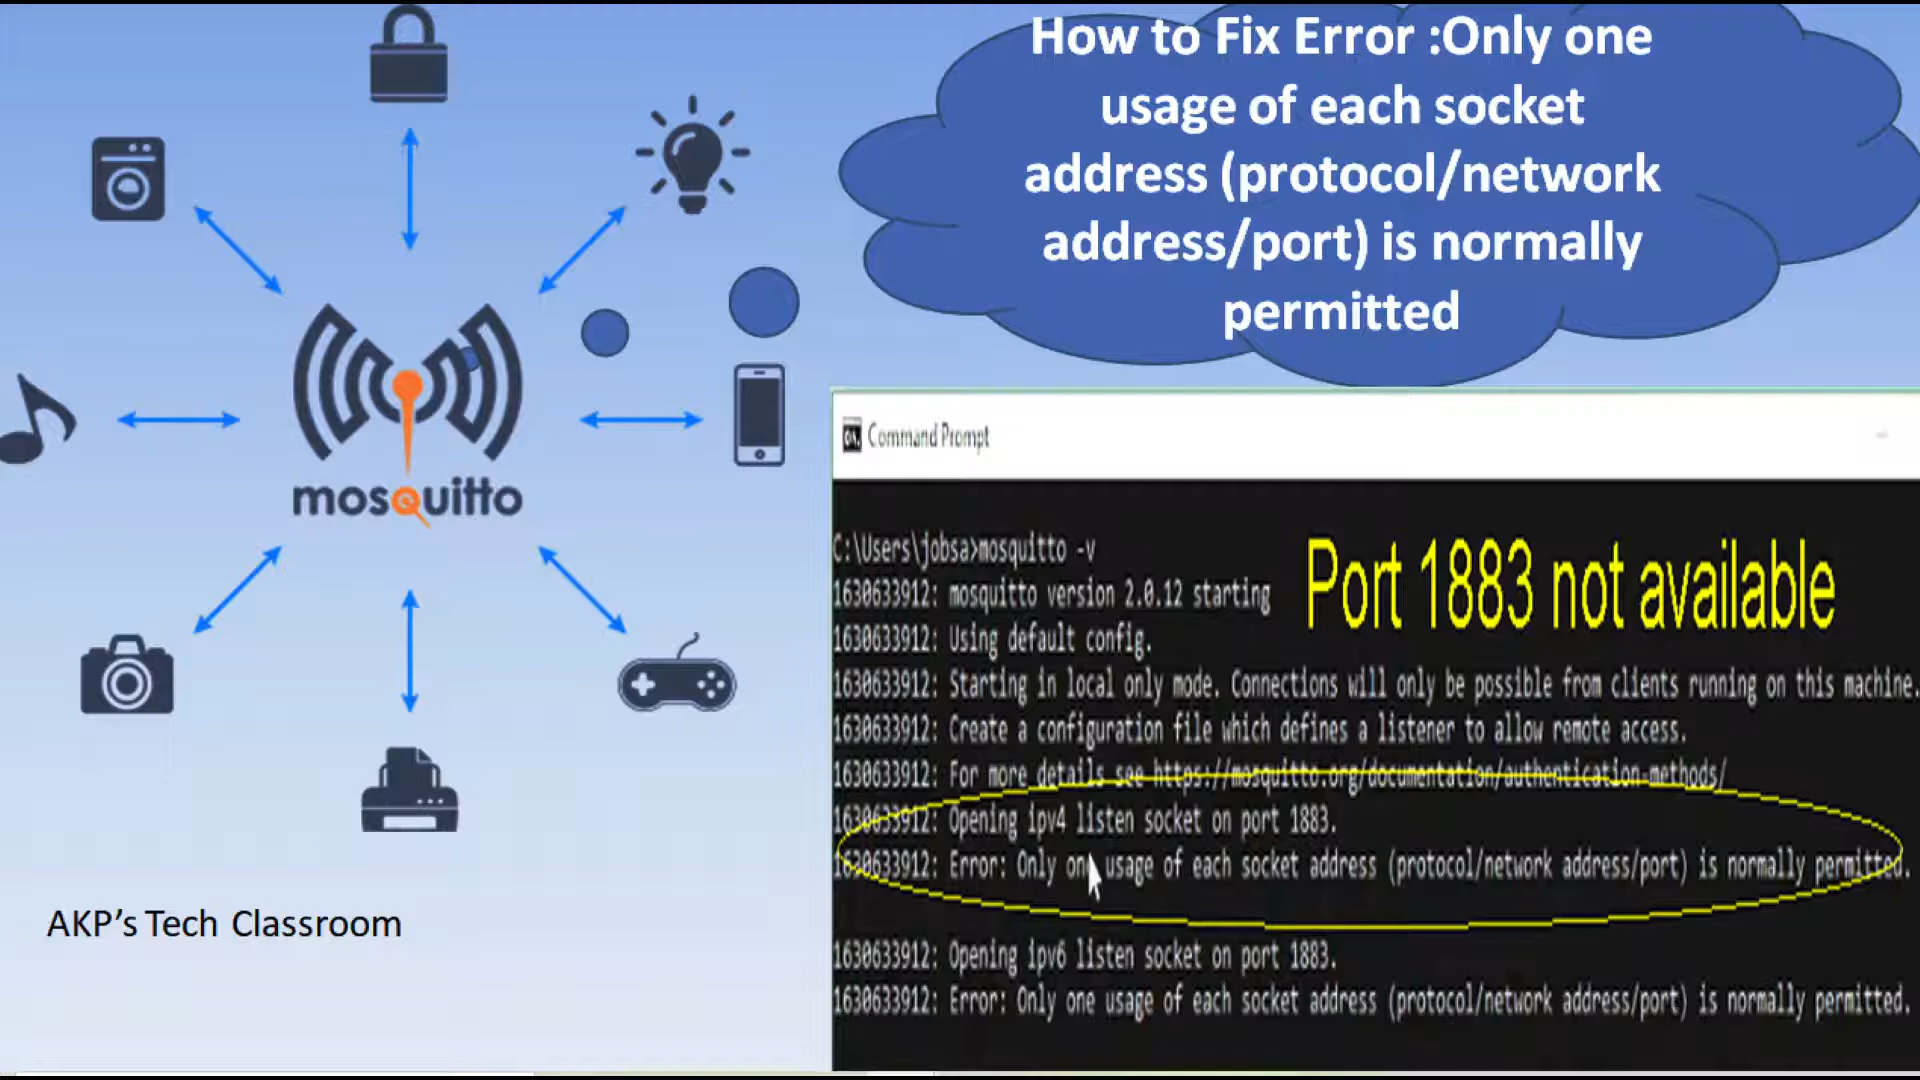 How to Fix Error :Only one
usage of each socket
address (protocol/network
address/port) is normally
permitted
mosquitto
AKP's Tech Classroom
Command Prompt
Port 1883 not available
C:\Users\jobsa>mosquitto -v
1630633912: mosquitto version 2.0.12 starting
1630633912: Using default config.
1630633912: Starting in local only mode. Connections will only be possible from clients running on this machine.
1630633912: Create a configuration file which defines a listener to allow remote access.
1630633912: For more details see https://mosquitto.org/documentation/authentication-methods/
1630633912: Opening ipv4 listen socket on port 1883.
1630633912: Error: Only one usage of each socket address (protocol/network address/port) is normally permitted.
1630633912: Opening ipv6 listen socket on port 1883.
1630633912: Error: Only one usage of each socket address (protocol/network address/port) is normally permitted.